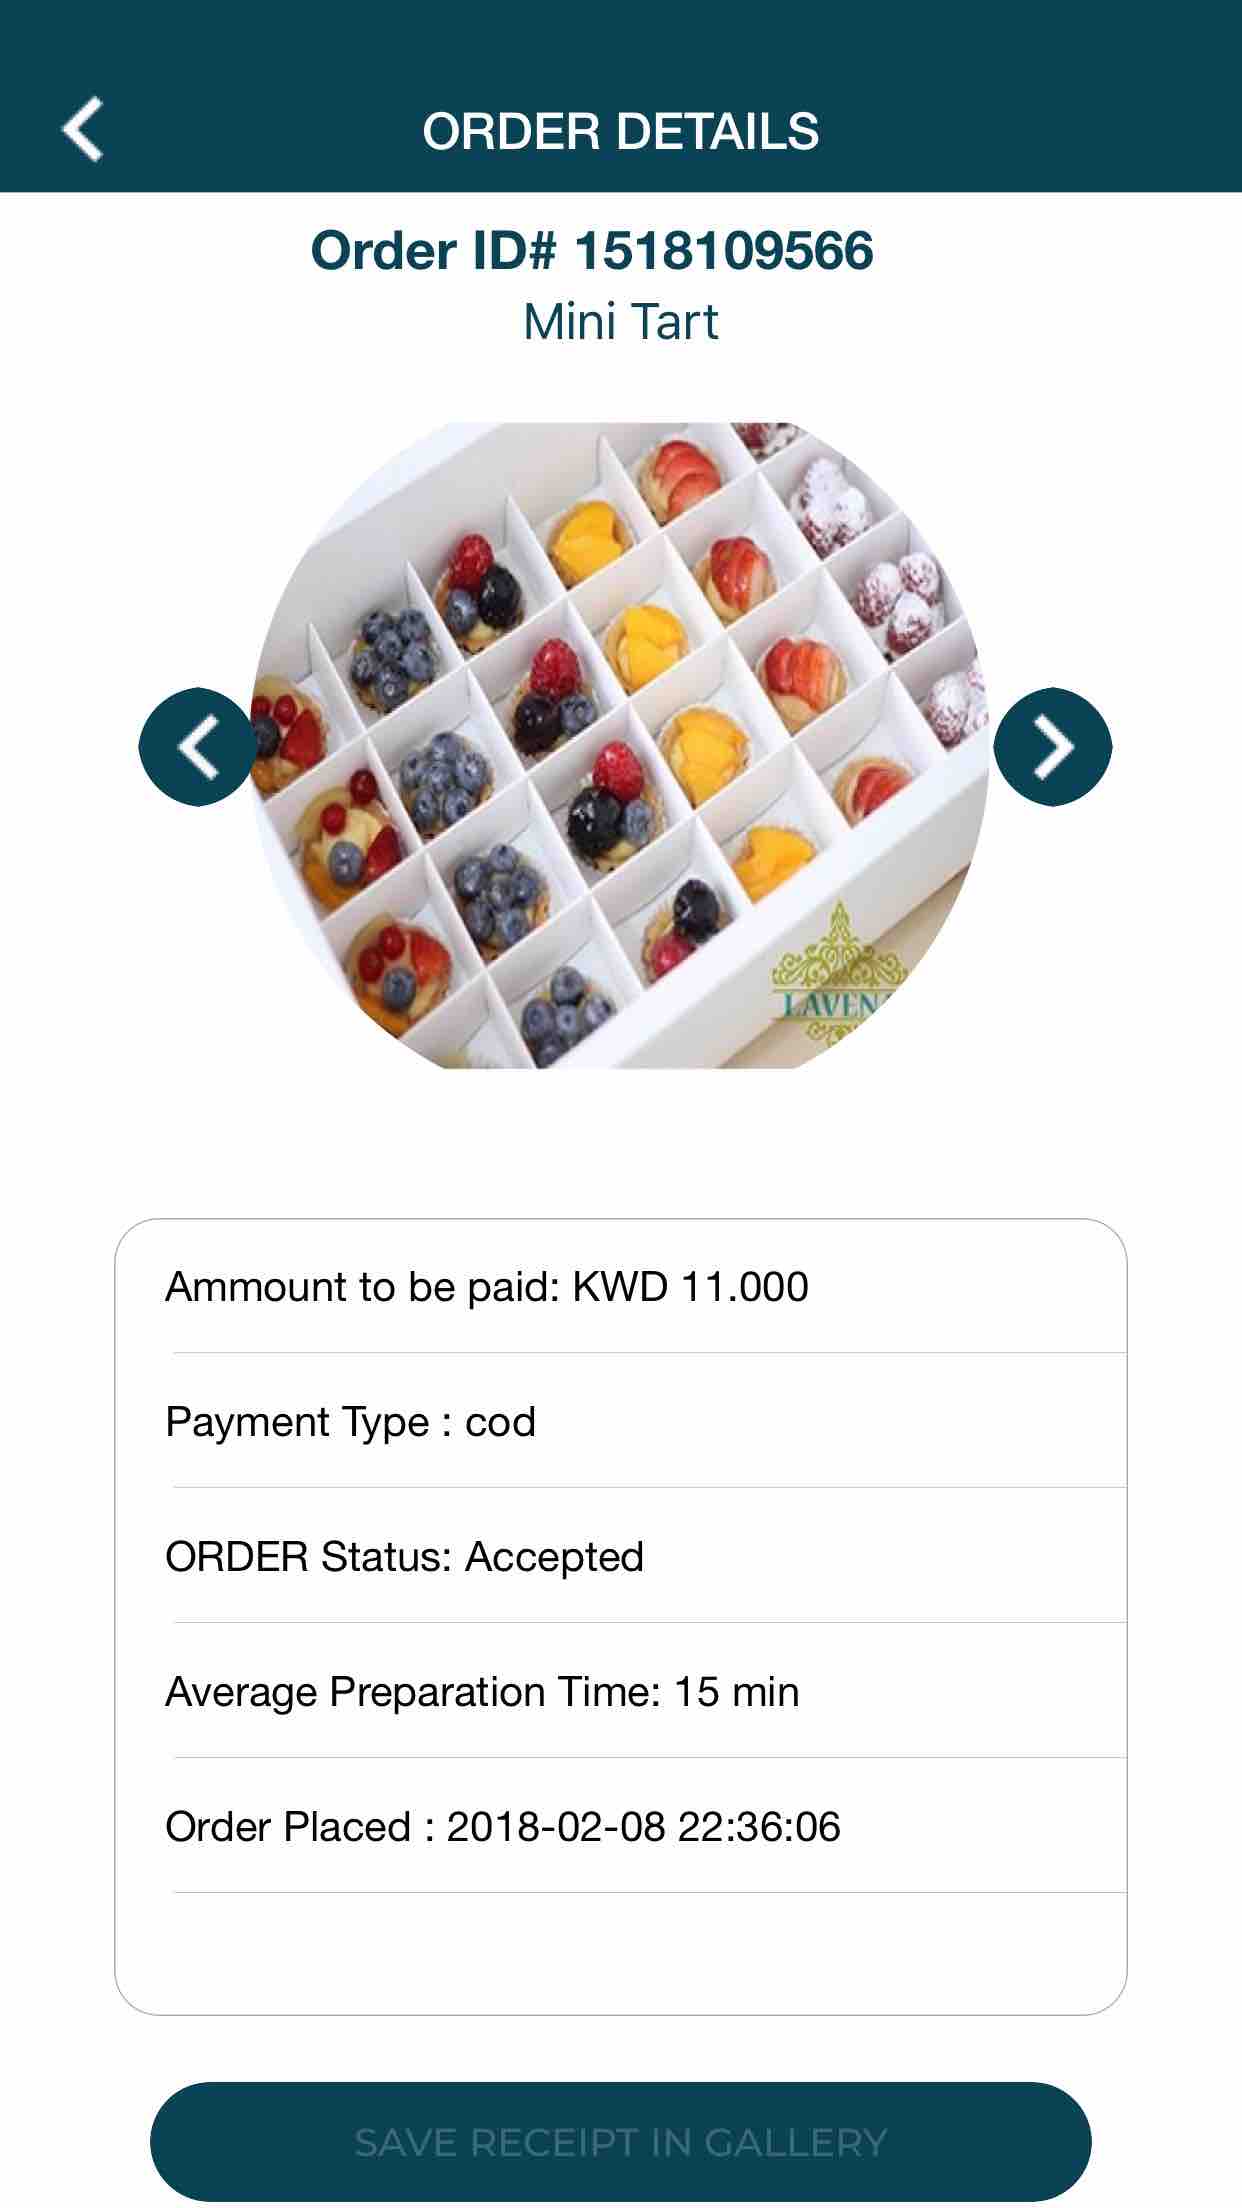 ORDER DETAILS
Order ID# 1518109566
Mini Tart
Ammount to be paid: KWD 11.000
Payment Type : cod
ORDER Status: Accepted
Average Preparation Time: 15 min
Order Placed : 2018-02-08 22:36:06
SAVE RECEIPT IN GALLERY